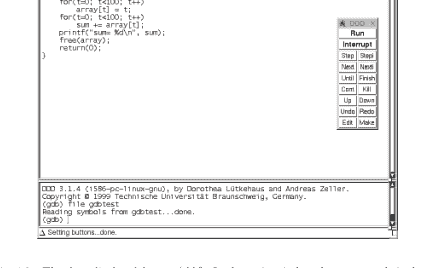 for(t=0; t<100; t++)
array[t] = t;
for(t=0; t<100; t++)
sum += array[t];
printf("sum= %d\n", sum);
free(array);
return(0);
}
DDD
Run
Interrupt
Step Stepi
Next Nexti
Until Finish
Cont Kill
Up Down
Undo Redo
Edit Make
DDD 3.1.4 (i586-pc-linux-gnu), by Dorothea Lütkehaus and Andreas Zeller.
Copyright © 1999 Technische Universität Braunschweig, Germany.
(gdb) file gdbtest
Reading symbols from gdbtest...done.
(gdb)
Δ Setting buttons...done.